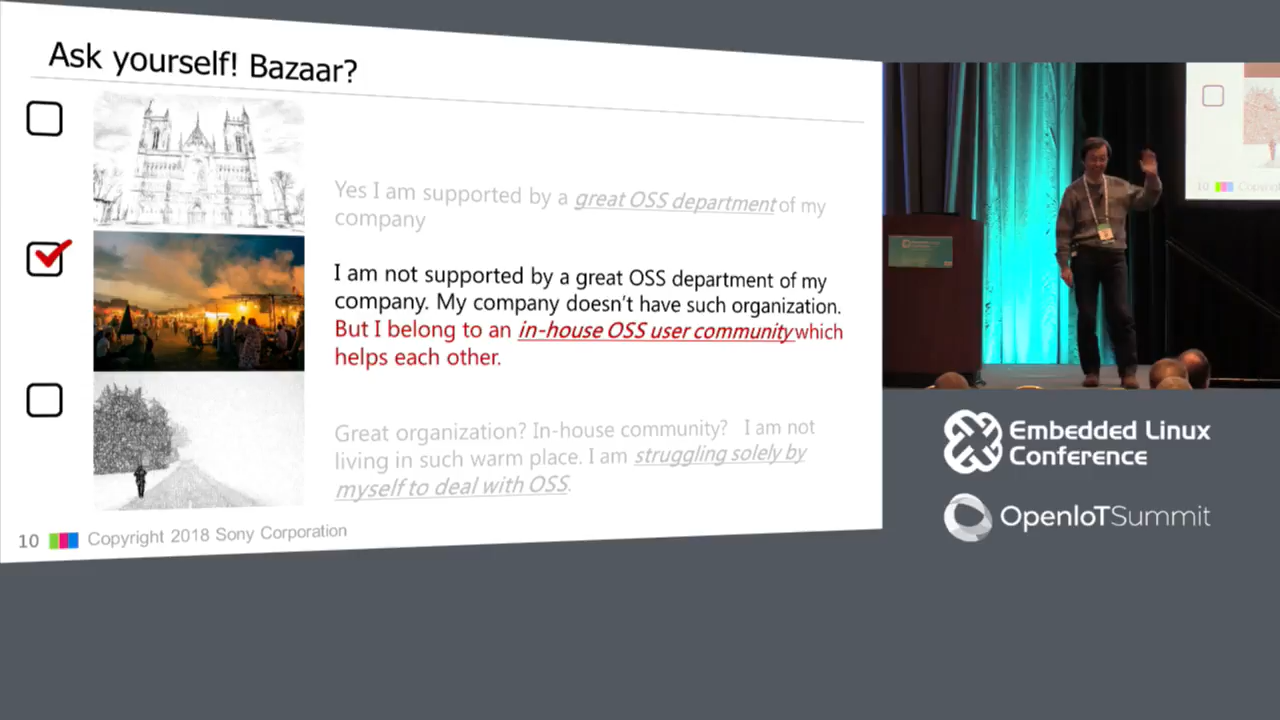 Ask yourself! Bazaar?
Yes I am supported by a great OSS department of my
company
I am not supported by a great OSS department of my
company. My company doesn't have such organization.
But I belong to an in-house OSS user community which
helps each other.
Great organization? In-house community? I am not
living in such warm place. I am struggling solely by
myself to deal with OSS.
10 Copyright 2018 Sony Corporation
10
Embedded Linux
Conference
OpenIoTSummit